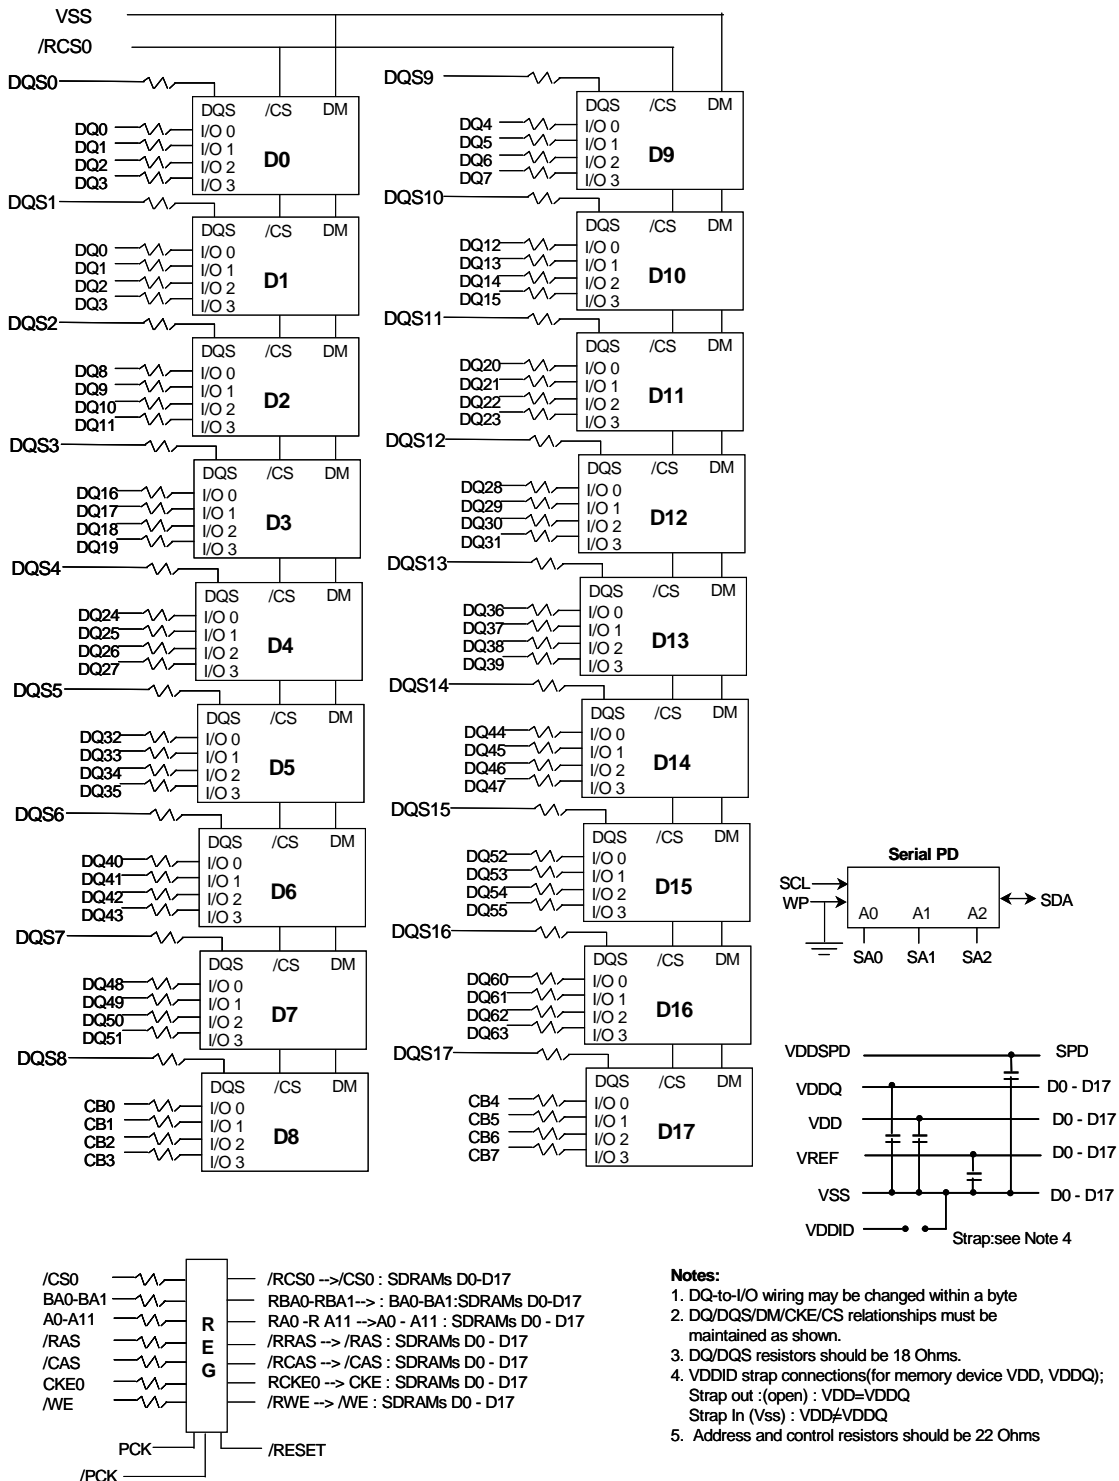 VSS
/RCS0
DQS0
DQS /CS DM
DQ0 I/O 0
DQ1 I/O 1
DQ2 I/O 2
DQ3 I/O 3
D0
DQS1
DQS /CS DM
DQ0 I/O 0
DQ1 I/O 1
DQ2 I/O 2
DQ3 I/O 3
D1
DQS2
DQS /CS DM
DQ8 I/O 0
DQ9 I/O 1
DQ10 I/O 2
DQ11 I/O 3
D2
DQS3
DQS /CS DM
DQ16 I/O 0
DQ17 I/O 1
DQ18 I/O 2
DQ19 I/O 3
D3
DQS4
DQS /CS DM
DQ24 I/O 0
DQ25 I/O 1
DQ26 I/O 2
DQ27 I/O 3
D4
DQS5
DQS /CS DM
DQ32 I/O 0
DQ33 I/O 1
DQ34 I/O 2
DQ35 I/O 3
D5
DQS6
DQS /CS DM
DQ40 I/O 0
DQ41 I/O 1
DQ42 I/O 2
DQ43 I/O 3
D6
DQS7
DQS /CS DM
DQ48 I/O 0
DQ49 I/O 1
DQ50 I/O 2
DQ51 I/O 3
D7
DQS8
DQS /CS DM
CB0 I/O 0
CB1 I/O 1
CB2 I/O 2
CB3 I/O 3
D8
DQS9
DQS /CS DM
DQ4 I/O 0
DQ5 I/O 1
DQ6 I/O 2
DQ7 I/O 3
D9
DQS10
DQS /CS DM
DQ12 I/O 0
DQ13 I/O 1
DQ14 I/O 2
DQ15 I/O 3
D10
DQS11
DQS /CS DM
DQ20 I/O 0
DQ21 I/O 1
DQ22 I/O 2
DQ23 I/O 3
D11
DQS12
DQS /CS DM
DQ28 I/O 0
DQ29 I/O 1
DQ30 I/O 2
DQ31 I/O 3
D12
DQS13
DQS /CS DM
DQ36 I/O 0
DQ37 I/O 1
DQ38 I/O 2
DQ39 I/O 3
D13
DQS14
DQS /CS DM
DQ44 I/O 0
DQ45 I/O 1
DQ46 I/O 2
DQ47 I/O 3
D14
DQS15
DQS /CS DM
DQ52 I/O 0
DQ53 I/O 1
DQ54 I/O 2
DQ55 I/O 3
D15
DQS16
DQS /CS DM
DQ60 I/O 0
DQ61 I/O 1
DQ62 I/O 2
DQ63 I/O 3
D16
DQS17
DQS /CS DM
CB4 I/O 0
CB5 I/O 1
CB6 I/O 2
CB7 I/O 3
D17
Serial PD
SCL
WP
SDA
A0 A1 A2
SA0 SA1 SA2
VDDSPD SPD
VDDQ D0 - D17
VDD D0 - D17
VREF D0 - D17
VSS D0 - D17
VDDID Strap:see Note 4
/CS0 /RCS0 -->/CS0 : SDRAMs D0-D17
BA0-BA1 RBA0-RBA1--> : BA0-BA1:SDRAMs D0-D17
A0-A11 RA0 -R A11 -->A0 - A11 : SDRAMs D0 - D17
/RAS /RRAS --> /RAS : SDRAMs D0 - D17
/CAS /RCAS --> /CAS : SDRAMs D0 - D17
CKE0 RCKE0 --> CKE : SDRAMs D0 - D17
/WE /RWE --> /WE : SDRAMs D0 - D17
REG
PCK /RESET
/PCK
Notes:
1. DQ-to-I/O wiring may be changed within a byte
2. DQ/DQS/DM/CKE/CS relationships must be
maintained as shown.
3. DQ/DQS resistors should be 18 Ohms.
4. VDDID strap connections(for memory device VDD, VDDQ);
Strap out :(open) : VDD=VDDQ
Strap In (Vss) : VDD≠VDDQ
5. Address and control resistors should be 22 Ohms